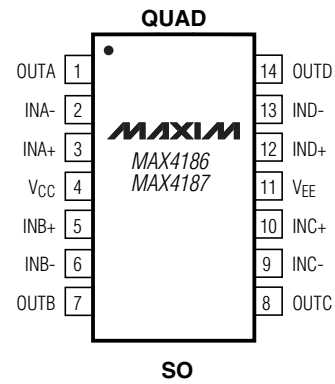 QUAD
OUTA 1
14 OUTD
INA- 2
13 IND-
INA+ 3
12 IND+
VCC 4
11 VEE
INB+ 5
10 INC+
INB- 6
9 INC-
OUTB 7
8 OUTC
MAXIM
MAX4186
MAX4187
SO